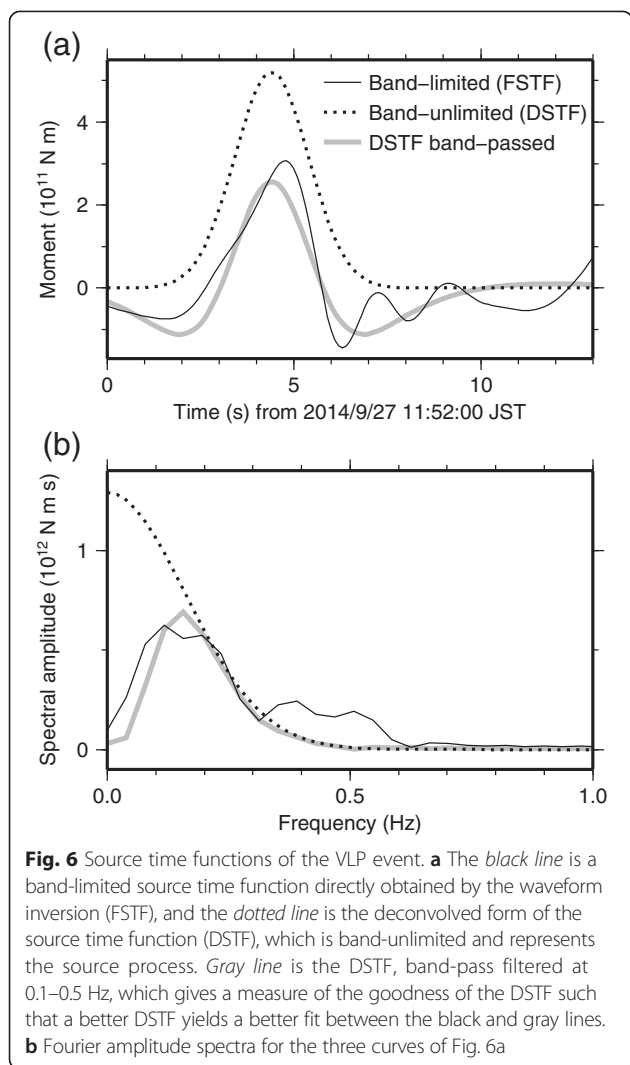 (a)
Moment (10¹¹ N m)
4
2
0
Band–limited (FSTF)
Band–unlimited (DSTF)
DSTF band–passed
0 5 10
Time (s) from 2014/9/27 11:52:00 JST
(b)
Spectral amplitude (10¹² N m s)
1
0
0.0 0.5 1.0
Frequency (Hz)
Fig. 6 Source time functions of the VLP event. a The black line is a
band-limited source time function directly obtained by the waveform
inversion (FSTF), and the dotted line is the deconvolved form of the
source time function (DSTF), which is band-unlimited and represents
the source process. Gray line is the DSTF, band-pass filtered at
0.1–0.5 Hz, which gives a measure of the goodness of the DSTF such
that a better DSTF yields a better fit between the black and gray lines.
b Fourier amplitude spectra for the three curves of Fig. 6a